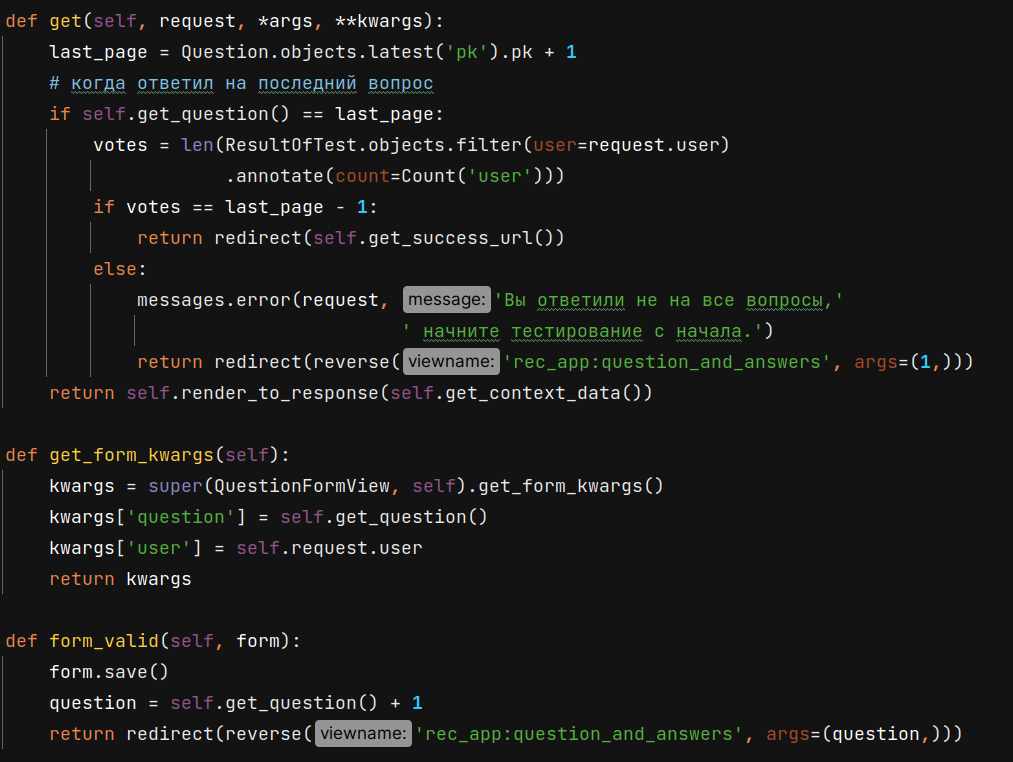 def get(self, request, *args, **kwargs):
    last_page = Question.objects.latest('pk').pk + 1
    # когда ответил на последний вопрос
    if self.get_question() == last_page:
        votes = len(ResultOfTest.objects.filter(user=request.user)
                    .annotate(count=Count('user')))
        if votes == last_page - 1:
            return redirect(self.get_success_url())
        else:
            messages.error(request, message: 'Вы ответили не на все вопросы,'
                                    ' начните тестирование с начала.')
            return redirect(reverse( viewname: 'rec_app:question_and_answers', args=(1,)))
    return self.render_to_response(self.get_context_data())

def get_form_kwargs(self):
    kwargs = super(QuestionFormView, self).get_form_kwargs()
    kwargs['question'] = self.get_question()
    kwargs['user'] = self.request.user
    return kwargs

def form_valid(self, form):
    form.save()
    question = self.get_question() + 1
    return redirect(reverse( viewname: 'rec_app:question_and_answers', args=(question,)))